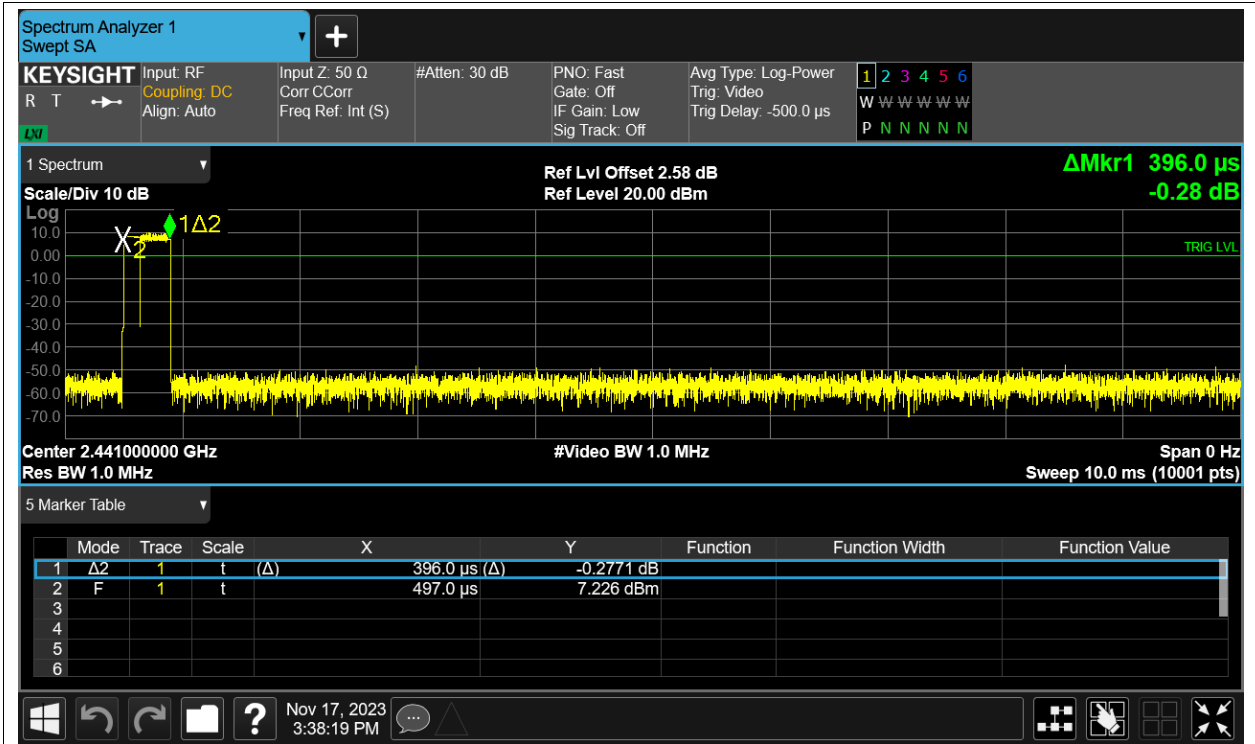 Spectrum Analyzer 1
Swept SA
KEYSIGHT Input: RF Input Z: 50 Ω #Atten: 30 dB PNO: Fast Avg Type: Log-Power 1 2 3 4 5 6
R T Coupling: DC Corr CCorr Gate: Off Trig: Video W W W W W W
Align: Auto Freq Ref: Int (S) IF Gain: Low Trig Delay: -500.0 µs
LXI Sig Track: Off P N N N N N
1 Spectrum Ref Lvl Offset 2.58 dB ΔMkr1 396.0 µs
Scale/Div 10 dB Ref Level 20.00 dBm -0.28 dB
Log
1Δ2
10.0
X2
TRIG LVL
0.00
-10.0
-20.0
-30.0
-40.0
-50.0
-60.0
-70.0
Center 2.441000000 GHz #Video BW 1.0 MHz Span 0 Hz
Res BW 1.0 MHz Sweep 10.0 ms (10001 pts)
5 Marker Table
Mode Trace Scale X Y Function Function Width Function Value
1 Δ2 1 t (Δ) 396.0 µs (Δ) -0.2771 dB
2 F 1 t 497.0 µs 7.226 dBm
3
4
5
6
? Nov 17, 2023
3:38:19 PM